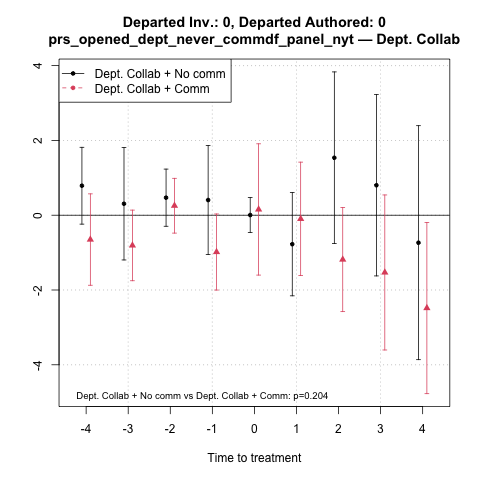 Departed Inv.: 0, Departed Authored: 0
prs_opened_dept_never_commdf_panel_nyt — Dept. Collab
Dept. Collab + No comm
Dept. Collab + Comm
4
2
0
-2
-4
Dept. Collab + No comm vs Dept. Collab + Comm: p=0.204
-4 -3 -2 -1 0 1 2 3 4
Time to treatment